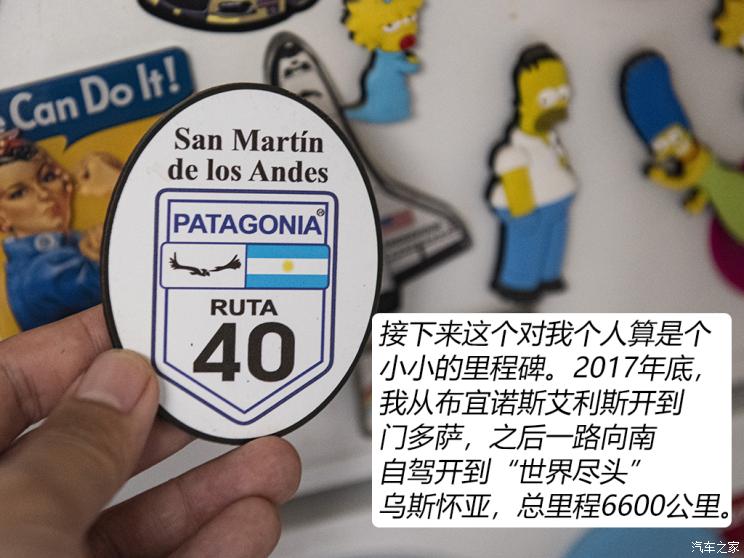 Can Do It!
San Martín
de los Andes
PATAGONIA®
RUTA
40
接下来这个对我个人算是个
小小的里程碑。2017年底，
我从布宜诺斯艾利斯开到
门多萨，之后一路向南
自驾开到“世界尽头”
乌斯怀亚，总里程6600公里。
汽车之家